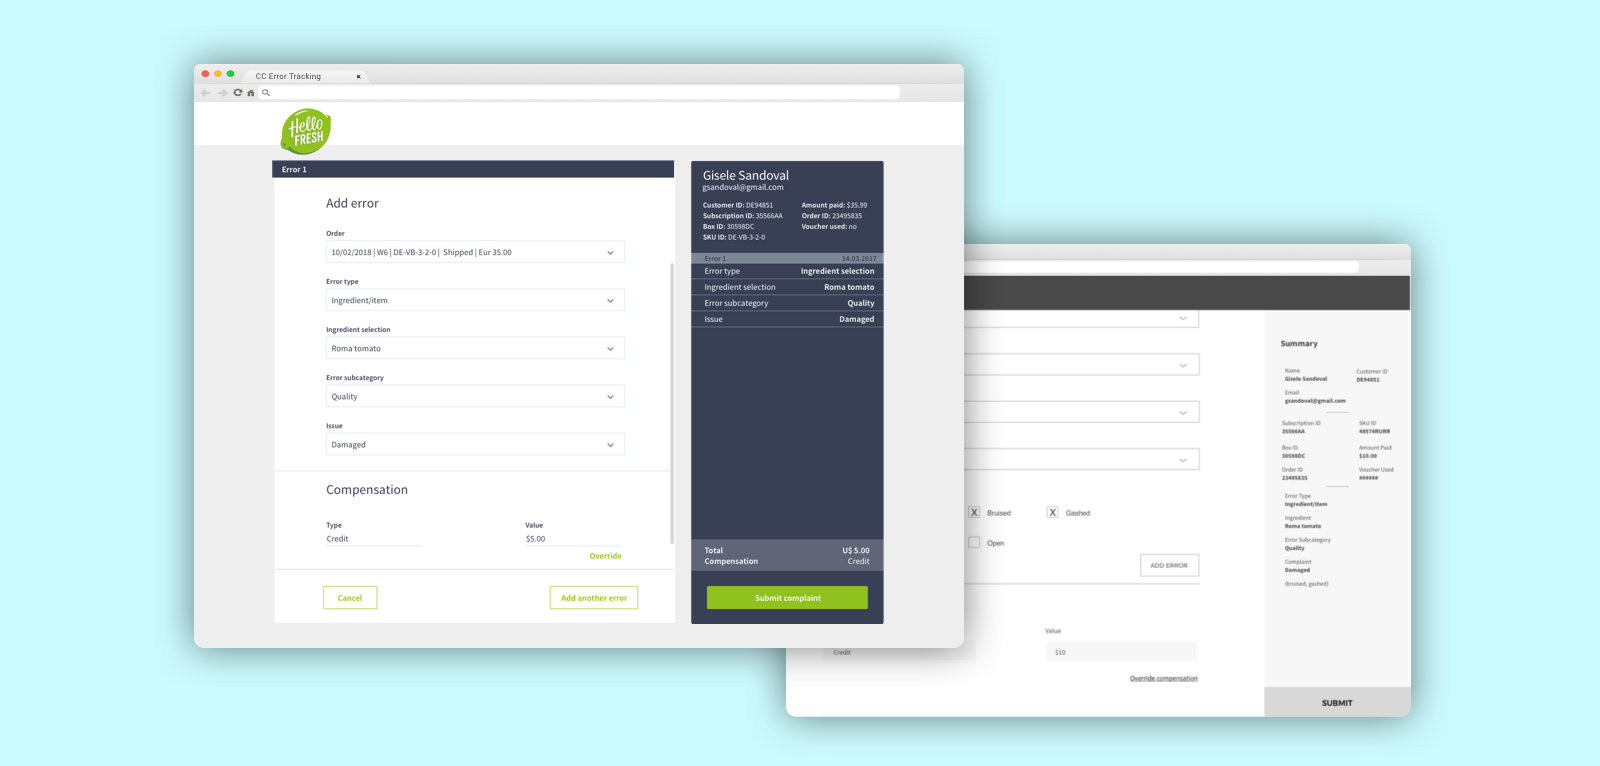 CC Error Tracking
Hello
FRESH
Error 1
Add error
Order
10/02/2018 | W6 | DE-VB-3-2-0 | Shipped | Eur 35.00
Error type
Ingredient/item
Ingredient selection
Roma tomato
Error subcategory
Quality
Issue
Damaged
Compensation
Type
Value
Credit
$5.00
Override
Cancel
Add another error
Gisele Sandoval
gsandoval@gmail.com
Customer ID: DE94851
Amount paid: $35.99
Subscription ID: 35566AA
Order ID: 23495835
Box ID: 30598DC
Voucher used: no
SKU ID: DE-VB-3-2-0
Error 1
14.03.2017
Error type
Ingredient selection
Ingredient selection
Roma tomato
Error subcategory
Quality
Issue
Damaged
Total
U$ 5.00
Compensation
Credit
Submit complaint
X Bruised
X Gashed
Open
ADD ERROR
Value
Credit
$10
Override compensation
Summary
Name
Customer ID
Gisele Sandoval
DE94851
Email
gsandoval@gmail.com
Subscription ID
SKU ID
35566AA
48574RURR
Box ID
Amount Paid
30598DC
$10.00
Order ID
Voucher Used
23495835
######
Error Type
Ingredient/Item
Ingredient
Roma tomato
Error Subcategory
Quality
Complaint
Damaged
(bruised, gashed)
SUBMIT